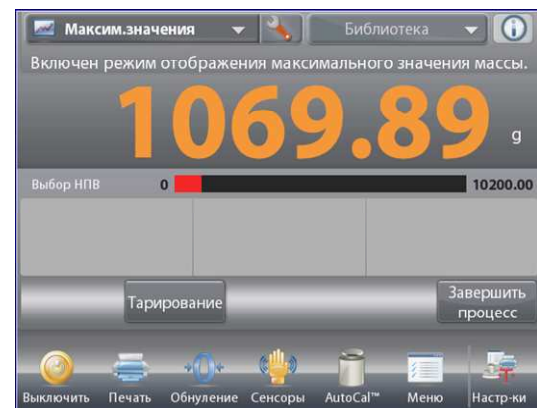 Максим.значения Библиотека
Включен режим отображения максимального значения массы.
1069.89 g
Выбор НПВ 0 10200.00
Тарирование
Завершить
процесс
Выключить Печать Обнуление Сенсоры AutoCal™ Меню Настр-ки